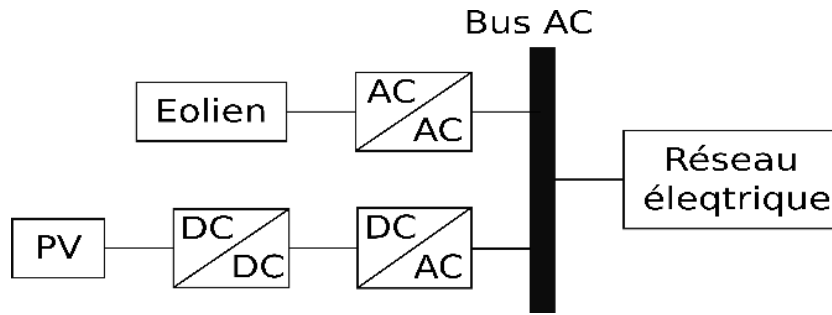 Bus AC
Eolien
AC
AC
Réseau
éleqtrique
PV
DC
DC
DC
AC